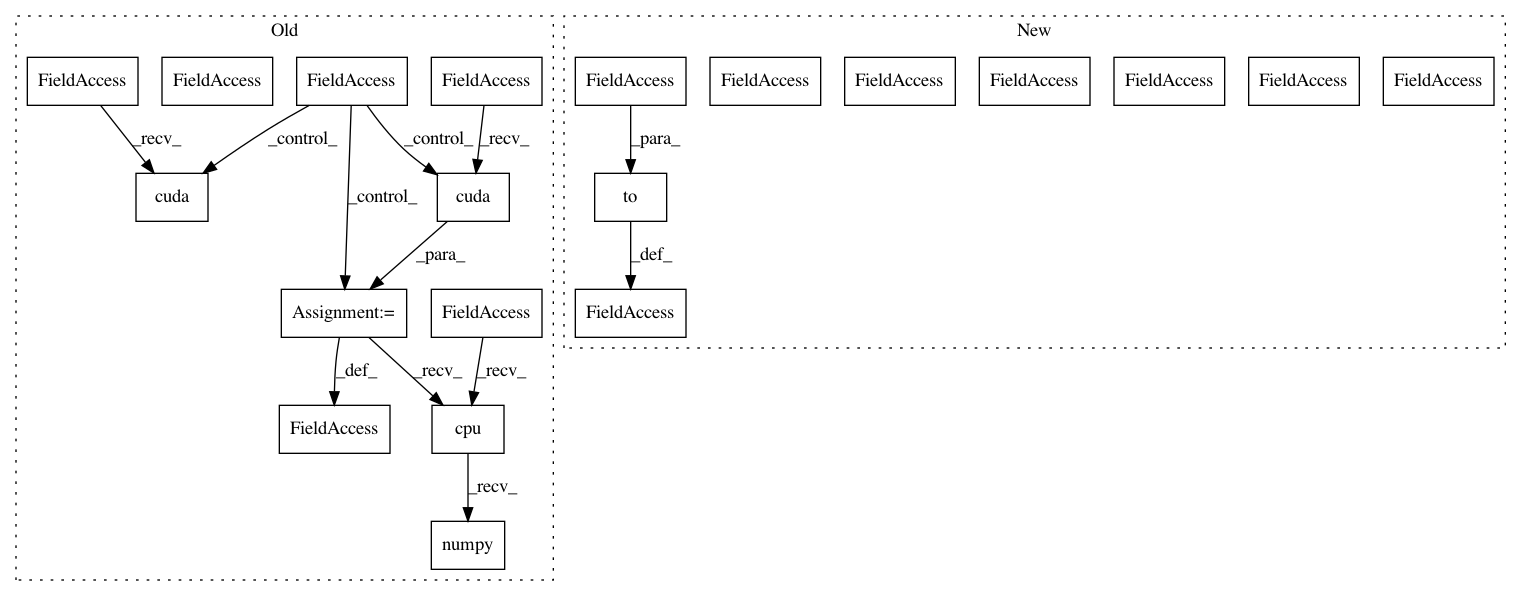 Old
New
FieldAccess FieldAccess FieldAccess FieldAccess FieldAccess FieldAccess FieldAccess FieldAccess FieldAccess FieldAccess FieldAccess
_recv_ _control_ _control_ _recv_ _para_
cuda cuda to
_control_ _para_ _def_
Assignment:= FieldAccess FieldAccess
_def_ _recv_ _recv_
FieldAccess cpu
_recv_
numpy